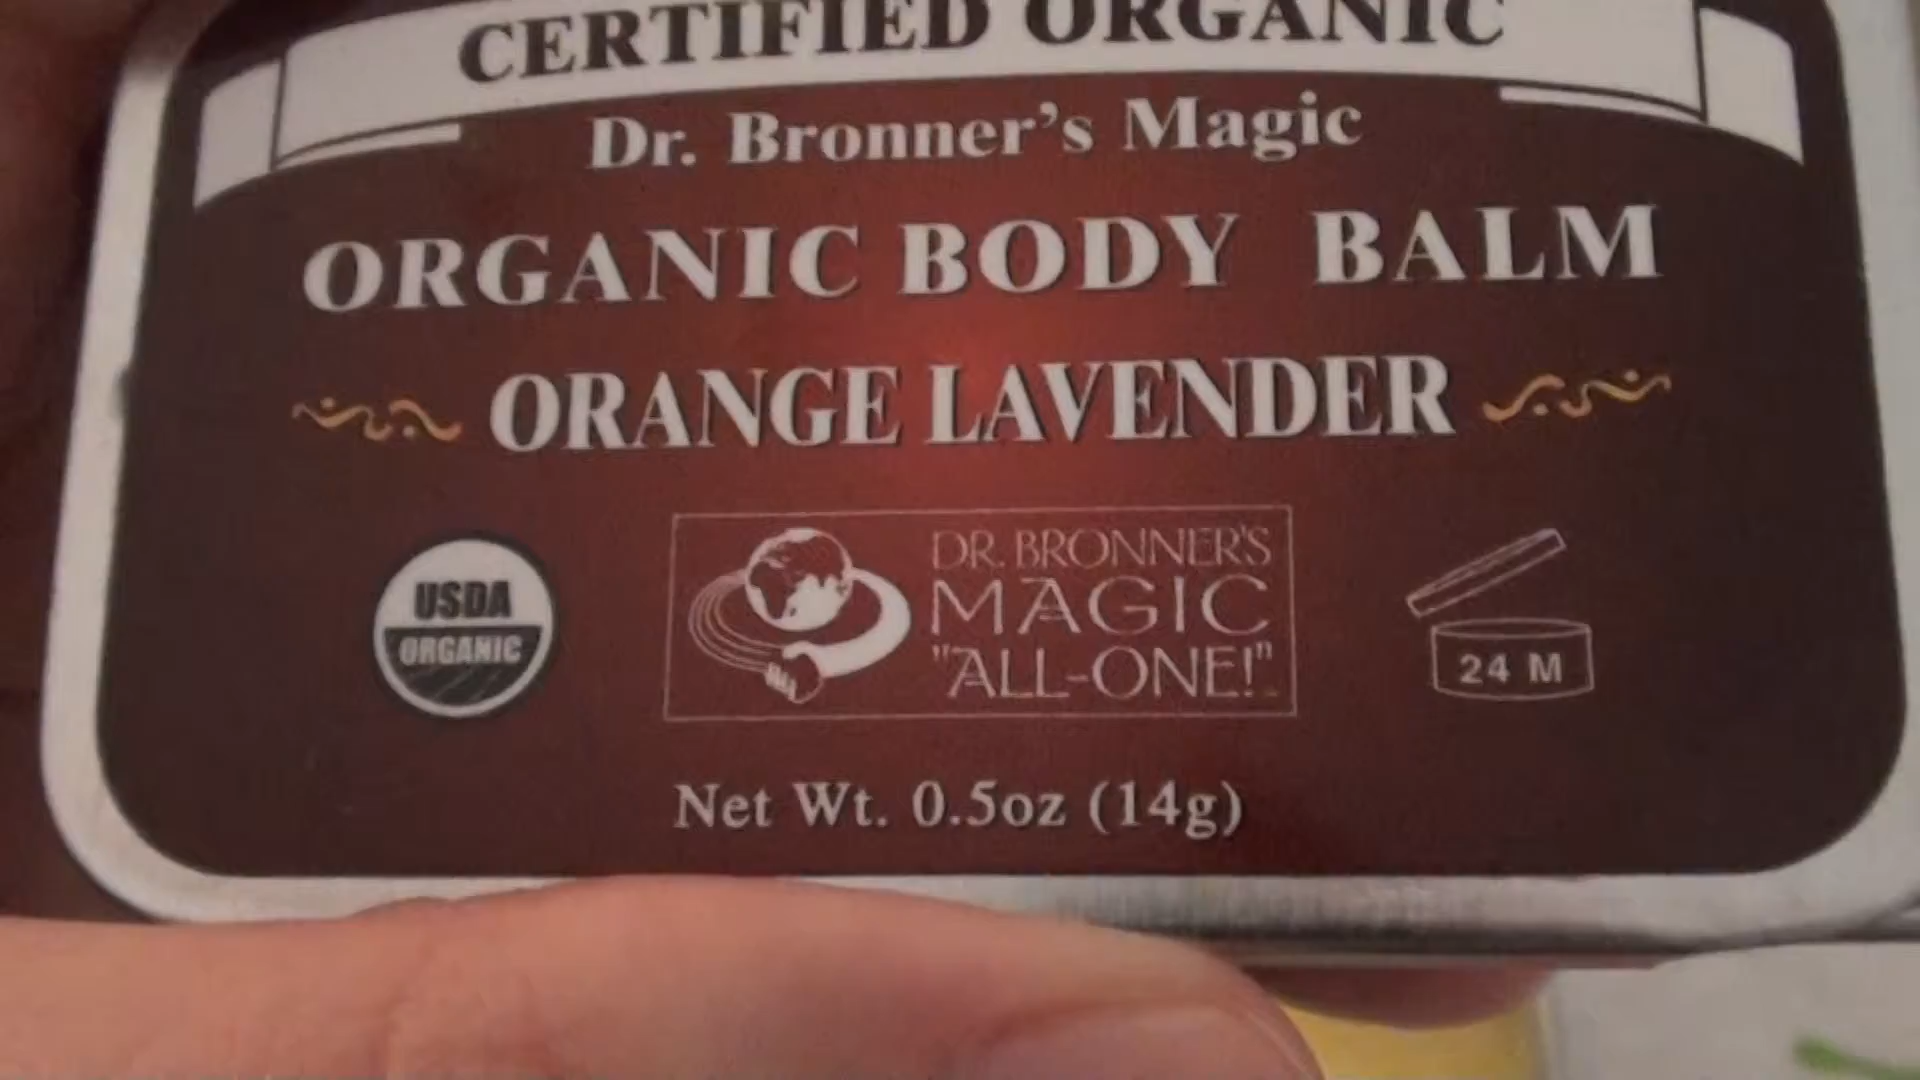 CERTIFIED ORGANIC
Dr. Bronner's Magic
ORGANIC BODY BALM
ORANGE LAVENDER
USDA
ORGANIC
DR. BRONNER'S
MAGIC
"ALL-ONE!"
24 M
Net Wt. 0.5oz (14g)